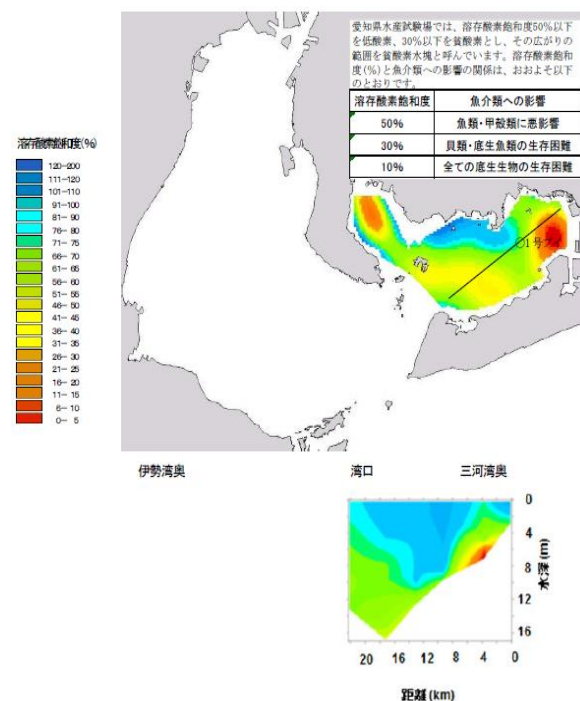 愛知県水産試験場では、溶存酸素飽和度50%以下
を低酸素、30%以下を貧酸素とし、その広がりの
範囲を貧酸素水塊と呼んでいます。溶存酸素飽和
度(%)と魚介類への影響の関係は、おおよそ以下
のとおりです。
溶存酸素飽和度 魚介類への影響
50% 魚類・甲殻類に悪影響
30% 貝類・底生魚類の生存困難
10% 全ての底生生物の生存困難
溶存酸素飽和度(%)
120-200
111-120
101-110
91-100
81- 90
76- 80
71- 75
66- 70
61- 65
56- 60
51- 55
46- 50
41- 45
36- 40
31- 35
26- 30
21- 25
16- 20
11- 15
6- 10
0- 5
○1号ブイ
伊勢湾奥 湾口 三河湾奥
0
4
8
12
16
水深(m)
20 16 12 8 4 0
距離(km)